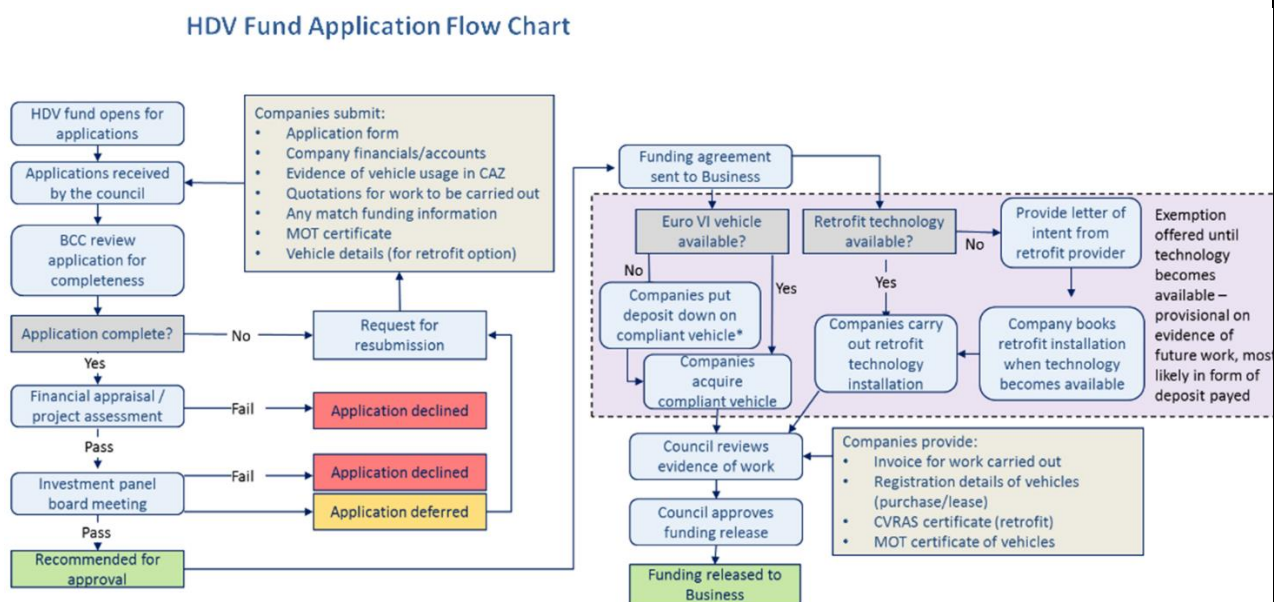 HDV Fund Application Flow Chart
HDV fund opens for
applications
Applications received
by the council
BCC review
application for
completeness
Application complete?
No
Yes
Financial appraisal /
project assessment
Fail
Pass
Investment panel
board meeting
Fail
Pass
Recommended for
approval
Companies submit:
• Application form
• Company financials/accounts
• Evidence of vehicle usage in CAZ
• Quotations for work to be carried out
• Any match funding information
• MOT certificate
• Vehicle details (for retrofit option)
Request for
resubmission
Application declined
Application declined
Application deferred
Funding agreement
sent to Business
Euro VI vehicle
available?
No
Yes
Companies put
deposit down on
compliant vehicle*
Companies
acquire
compliant vehicle
Retrofit technology
available?
No
Yes
Provide letter of
intent from
retrofit provider
Company books
retrofit installation
when technology
becomes available
Companies carry
out retrofit
technology
installation
Exemption
offered until
technology
becomes
available –
provisional on
evidence of
future work, most
likely in form of
deposit payed
Council reviews
evidence of work
Companies provide:
• Invoice for work carried out
• Registration details of vehicles
(purchase/lease)
• CVRAS certificate (retrofit)
• MOT certificate of vehicles
Council approves
funding release
Funding released to
Business